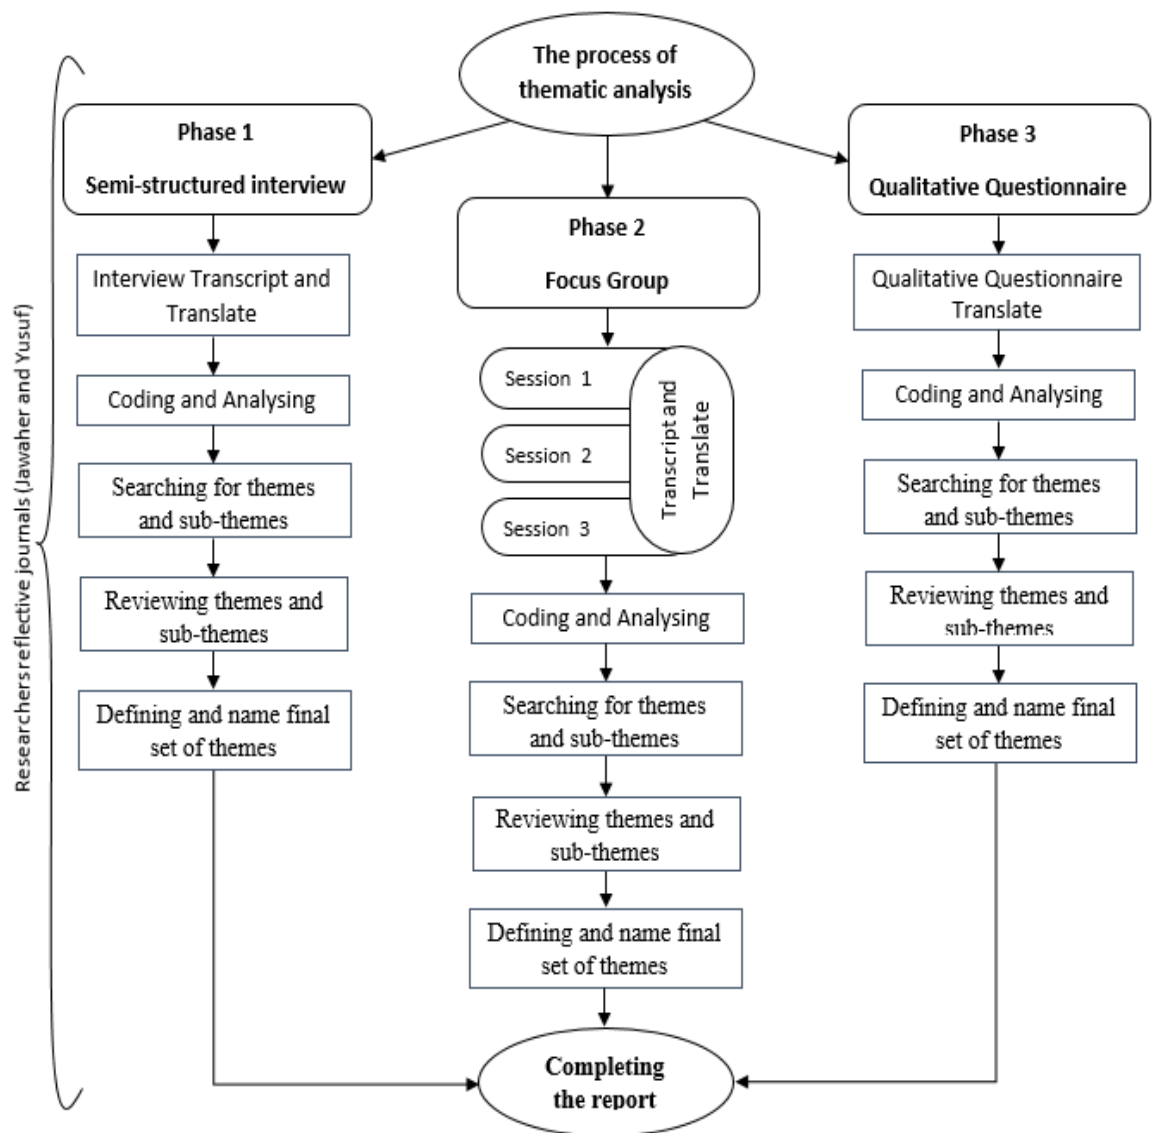 The process of
thematic analysis
Researchers reflective journals (Jawaher and Yusuf)
Phase 1
Semi-structured interview
Interview Transcript and
Translate
Coding and Analysing
Searching for themes
and sub-themes
Reviewing themes and
sub-themes
Defining and name final
set of themes
Phase 2
Focus Group
Session 1
Session 2
Session 3
Transcript and
Translate
Coding and Analysing
Searching for themes
and sub-themes
Reviewing themes and
sub-themes
Defining and name final
set of themes
Phase 3
Qualitative Questionnaire
Qualitative Questionnaire
Translate
Coding and Analysing
Searching for themes
and sub-themes
Reviewing themes and
sub-themes
Defining and name final
set of themes
Completing
the report